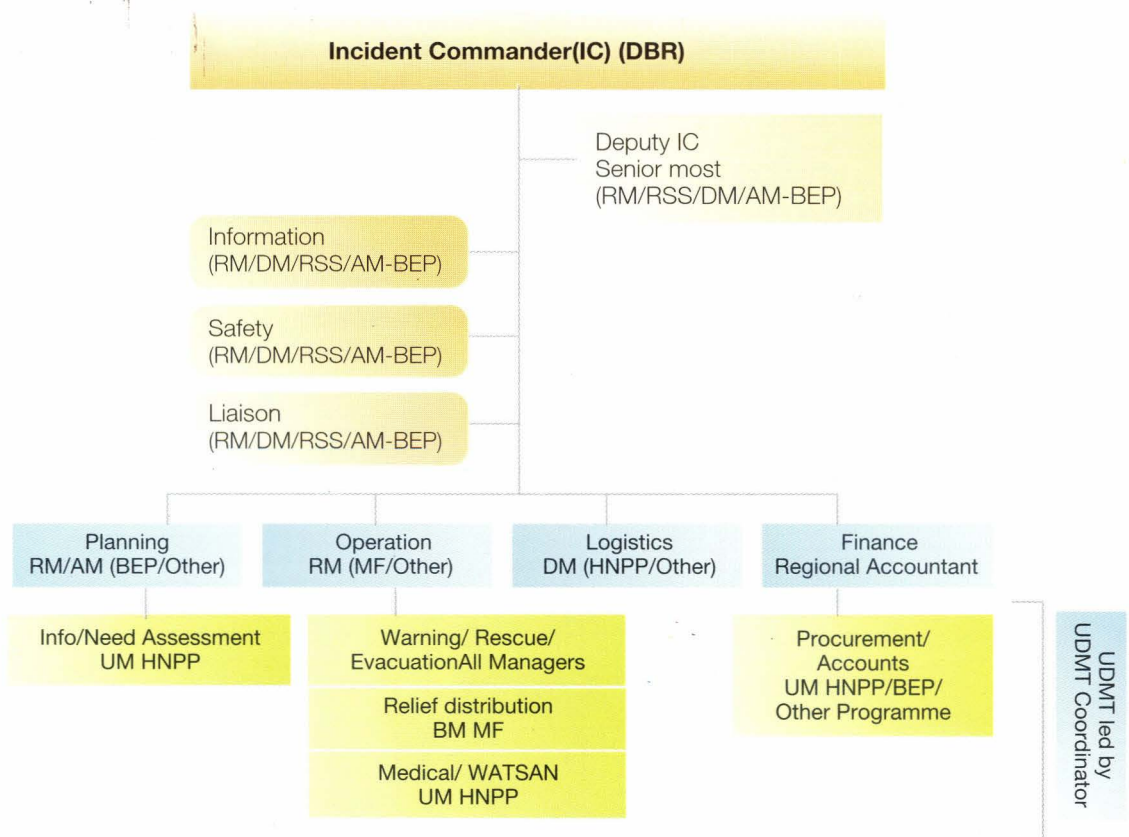 Incident Commander(IC) (DBR)
Deputy IC
Senior most
(RM/RSS/DM/AM-BEP)
Information
(RM/DM/RSS/AM-BEP)
Safety
(RM/DM/RSS/AM-BEP)
Liaison
(RM/DM/RSS/AM-BEP)
Planning
RM/AM (BEP/Other)
Operation
RM (MF/Other)
Logistics
DM (HNPP/Other)
Finance
Regional Accountant
Info/Need Assessment
UM HNPP
Warning/ Rescue/
EvacuationAll Managers
Relief distribution
BM MF
Medical/ WATSAN
UM HNPP
Procurement/
Accounts
UM HNPP/BEP/
Other Programme
UDMT led by
UDMT Coordinator